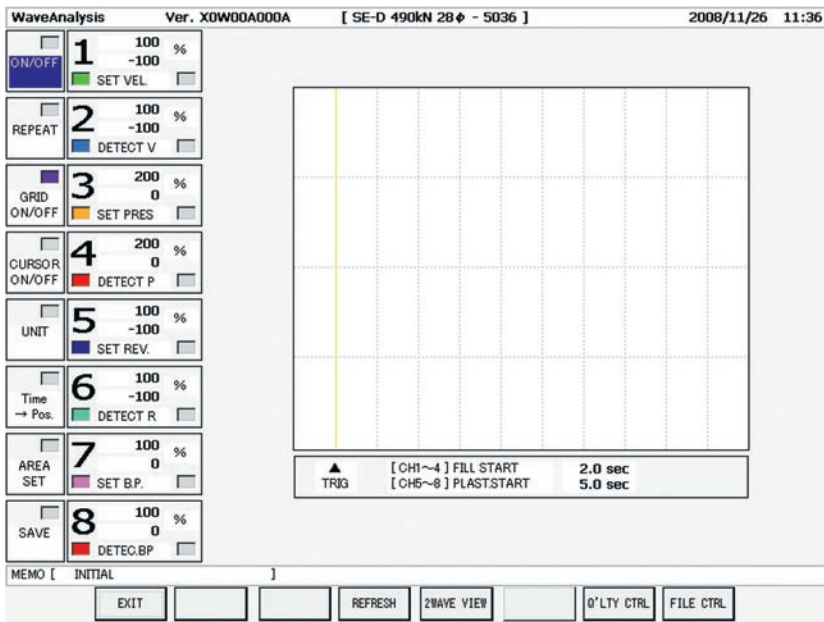 WaveAnalysis Ver. X0W00A000A [ SE-D 490kN 28φ - 5036 ] 2008/11/26 11:36
ON/OFF
1 100 %
-100
SET VEL.
REPEAT
2 100 %
-100
DETECT V
GRID
ON/OFF
3 200 %
0
SET PRES
CURSOR
ON/OFF
4 200 %
0
DETECT P
UNIT
5 100 %
-100
SET REV.
Time
→ Pos.
6 100 %
-100
DETECT R
AREA
SET
7 100 %
0
SET B.P.
SAVE
8 100 %
0
DETEC.BP
▲
TRIG
[ CH1~4 ] FILL START 2.0 sec
[ CH5~8 ] PLAST.START 5.0 sec
MEMO [ INITIAL ]
EXIT REFRESH 2WAVE VIEW Q'LTY CTRL FILE CTRL